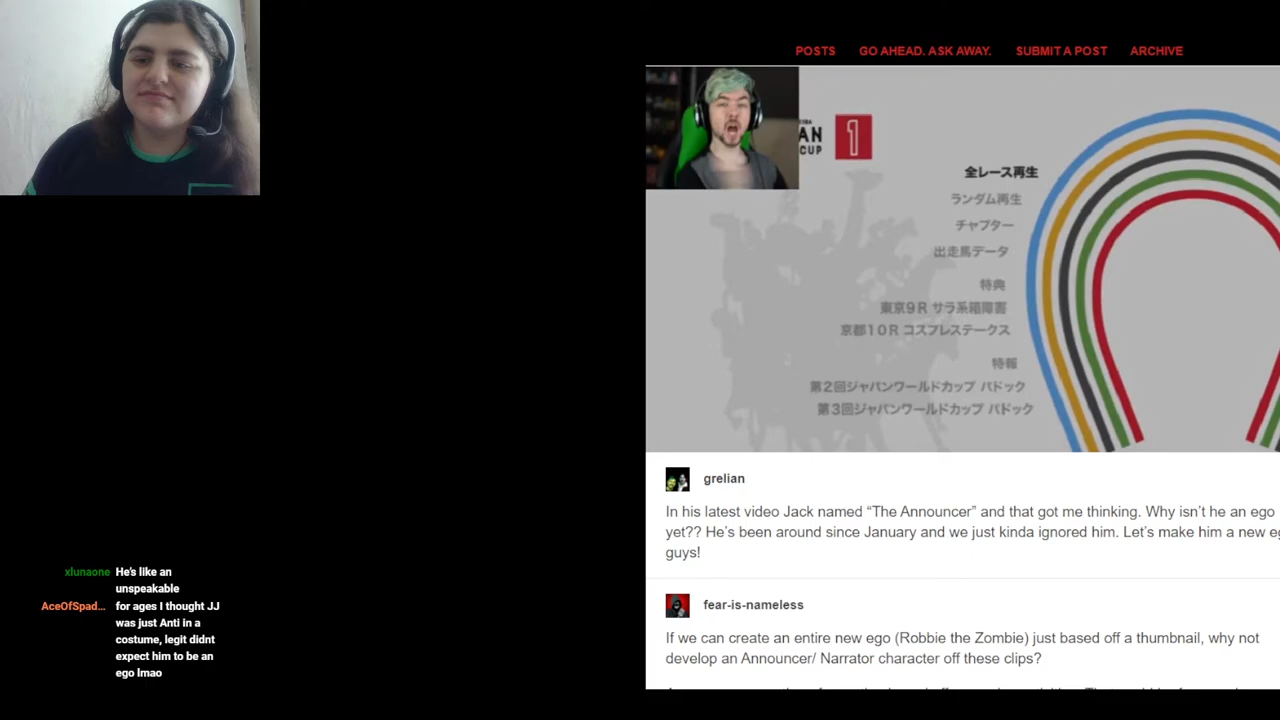 POSTS GO AHEAD. ASK AWAY. SUBMIT A POST ARCHIVE
AN
CUP
1
全レース再生
ランダム再生
チャプター
出走馬データ
特典
東京9R サラ系箱障害
京都10R コスプレステークス
特報
第2回ジャパンワールドカップ パドック
第3回ジャパンワールドカップ パドック
grelian
In his latest video Jack named “The Announcer” and that got me thinking. Why isn’t he an ego
yet?? He’s been around since January and we just kinda ignored him. Let’s make him a new e
guys!
fear-is-nameless
If we can create an entire new ego (Robbie the Zombie) just based off a thumbnail, why not
develop an Announcer/ Narrator character off these clips?
xlunaone He's like an
unspeakable
AceOfSpad... for ages I thought JJ
was just Anti in a
costume, legit didnt
expect him to be an
ego lmao